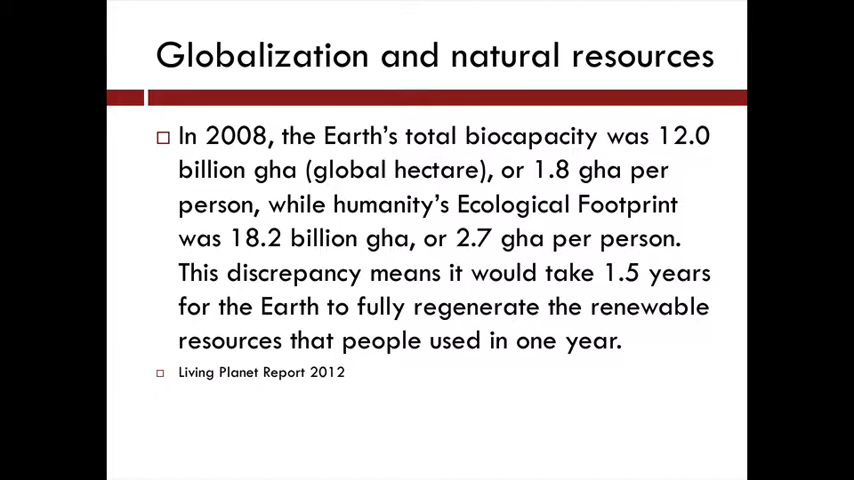 Globalization and natural resources
In 2008, the Earth's total biocapacity was 12.0
billion gha (global hectare), or 1.8 gha per
person, while humanity's Ecological Footprint
was 18.2 billion gha, or 2.7 gha per person.
This discrepancy means it would take 1.5 years
for the Earth to fully regenerate the renewable
resources that people used in one year.
Living Planet Report 2012